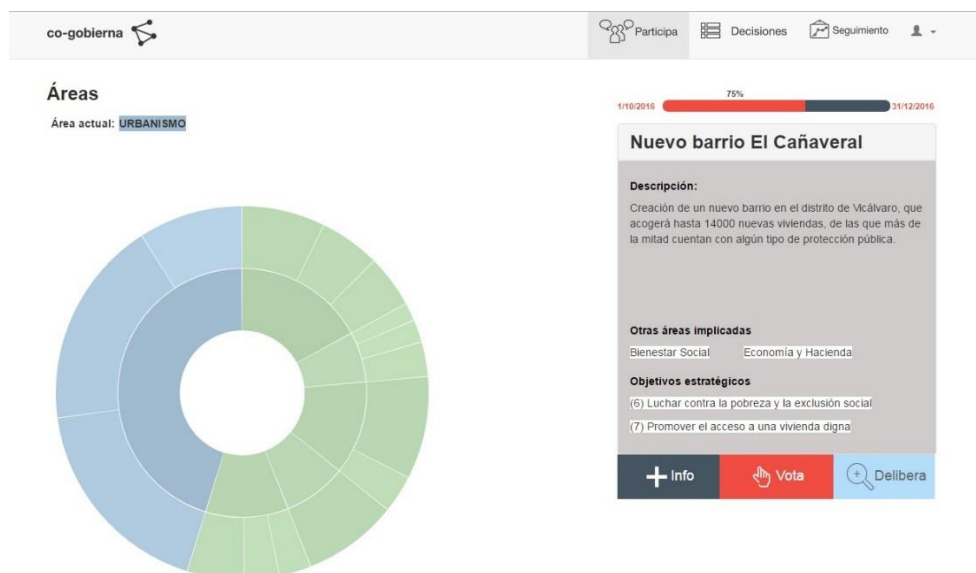 co-gobierna
Participa
Decisiones
Seguimiento
Áreas
Área actual: URBANISMO
75%
1/10/2016
31/12/2016
Nuevo barrio El Cañaveral
Descripción:
Creación de un nuevo barrio en el distrito de Vicálvaro, que
acogerá hasta 14000 nuevas viviendas, de las que más de
la mitad cuentan con algún tipo de protección pública.
Otras áreas implicadas
Bienestar Social Economía y Hacienda
Objetivos estratégicos
(6) Luchar contra la pobreza y la exclusión social
(7) Promover el acceso a una vivienda digna
+ Info
Vota
Delibera